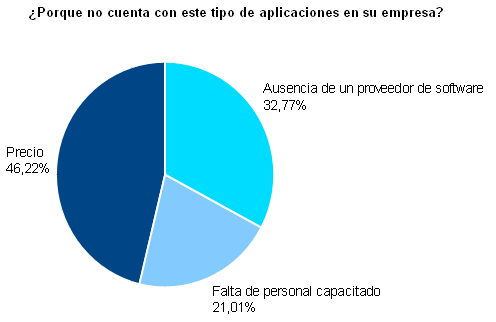 ¿Porque no cuenta con este tipo de aplicaciones en su empresa?
Ausencia de un proveedor de software
32,77%
Precio
46,22%
Falta de personal capacitado
21,01%